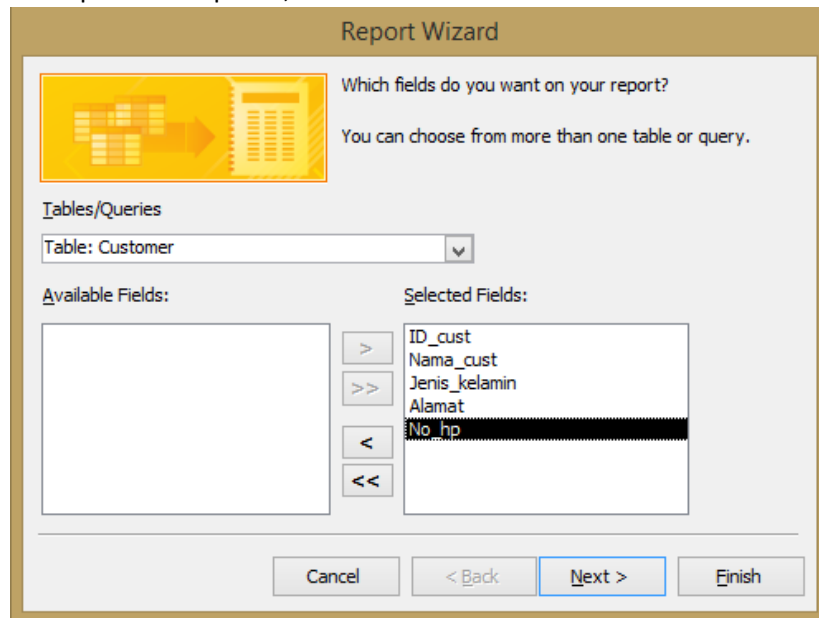 Report Wizard
Which fields do you want on your report?
You can choose from more than one table or query.
Tables/Queries
Table: Customer
Available Fields:
Selected Fields:
ID_cust
Nama_cust
Jenis_kelamin
Alamat
No_hp
>
>>
<
<<
Cancel
< Back
Next >
Finish